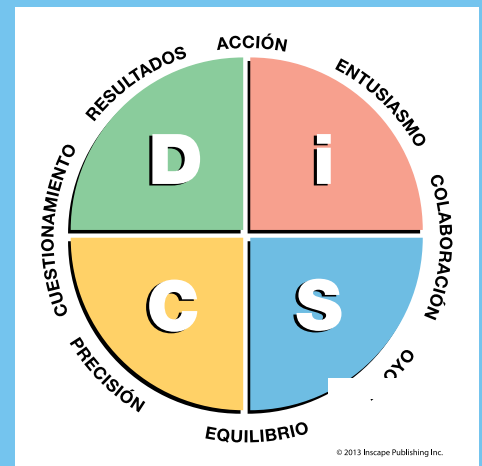 ACCIÓN
RESULTADOS
ENTUSIASMO
D
i
CUESTIONAMIENTO
COLABORACIÓN
C
S
PRECISIÓN
EQUILIBRIO
© 2013 Inscape Publishing Inc.